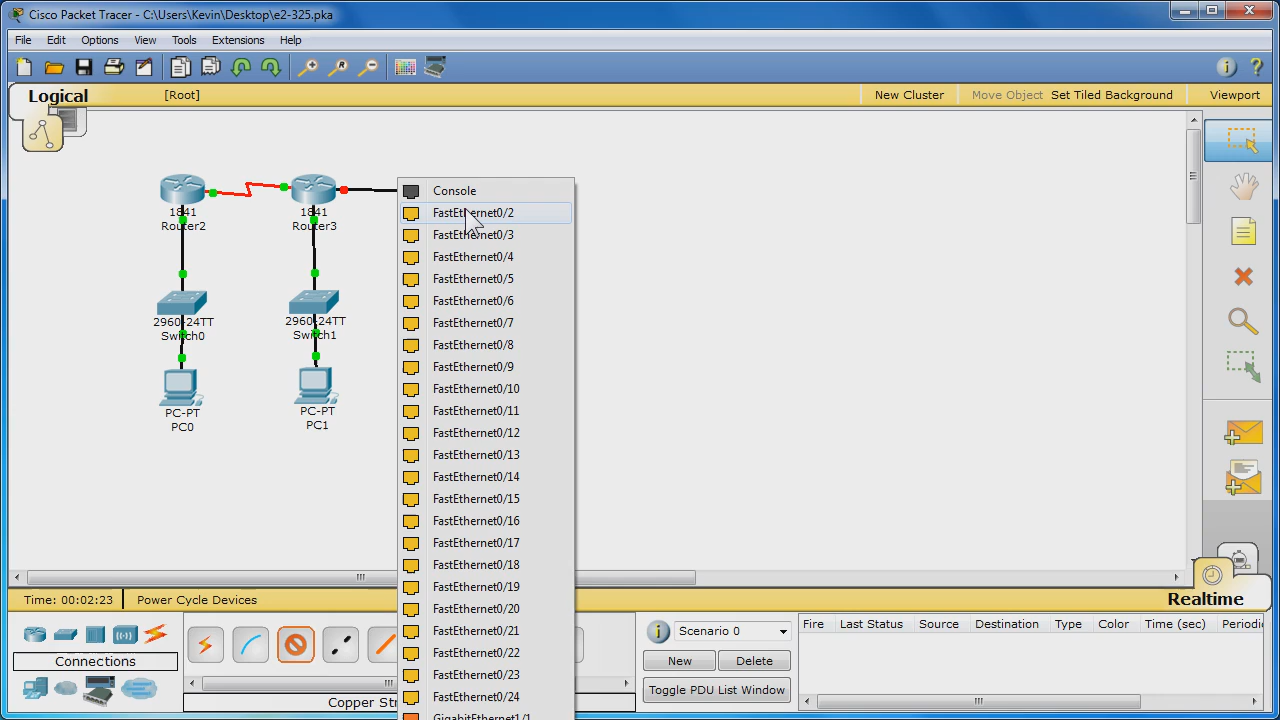 Cisco Packet Tracer - C:\Users\Kevin\Desktop\e2-325.pka
File Edit Options View Tools Extensions Help
Logical [Root] New Cluster Move Object Set Tiled Background Viewport
1841
Router2
1841
Router3
2960-24TT
Switch0
2960-24TT
Switch1
PC-PT
PC0
PC-PT
PC1
Console
FastEthernet0/2
FastEthernet0/3
FastEthernet0/4
FastEthernet0/5
FastEthernet0/6
FastEthernet0/7
FastEthernet0/8
FastEthernet0/9
FastEthernet0/10
FastEthernet0/11
FastEthernet0/12
FastEthernet0/13
FastEthernet0/14
FastEthernet0/15
FastEthernet0/16
FastEthernet0/17
FastEthernet0/18
FastEthernet0/19
FastEthernet0/20
FastEthernet0/21
FastEthernet0/22
FastEthernet0/23
FastEthernet0/24
GigabitEthernet1/1
Time: 00:02:23 Power Cycle Devices
Realtime
Connections
Copper Str
Scenario 0
New Delete
Toggle PDU List Window
Fire Last Status Source Destination Type Color Time (sec) Periodi